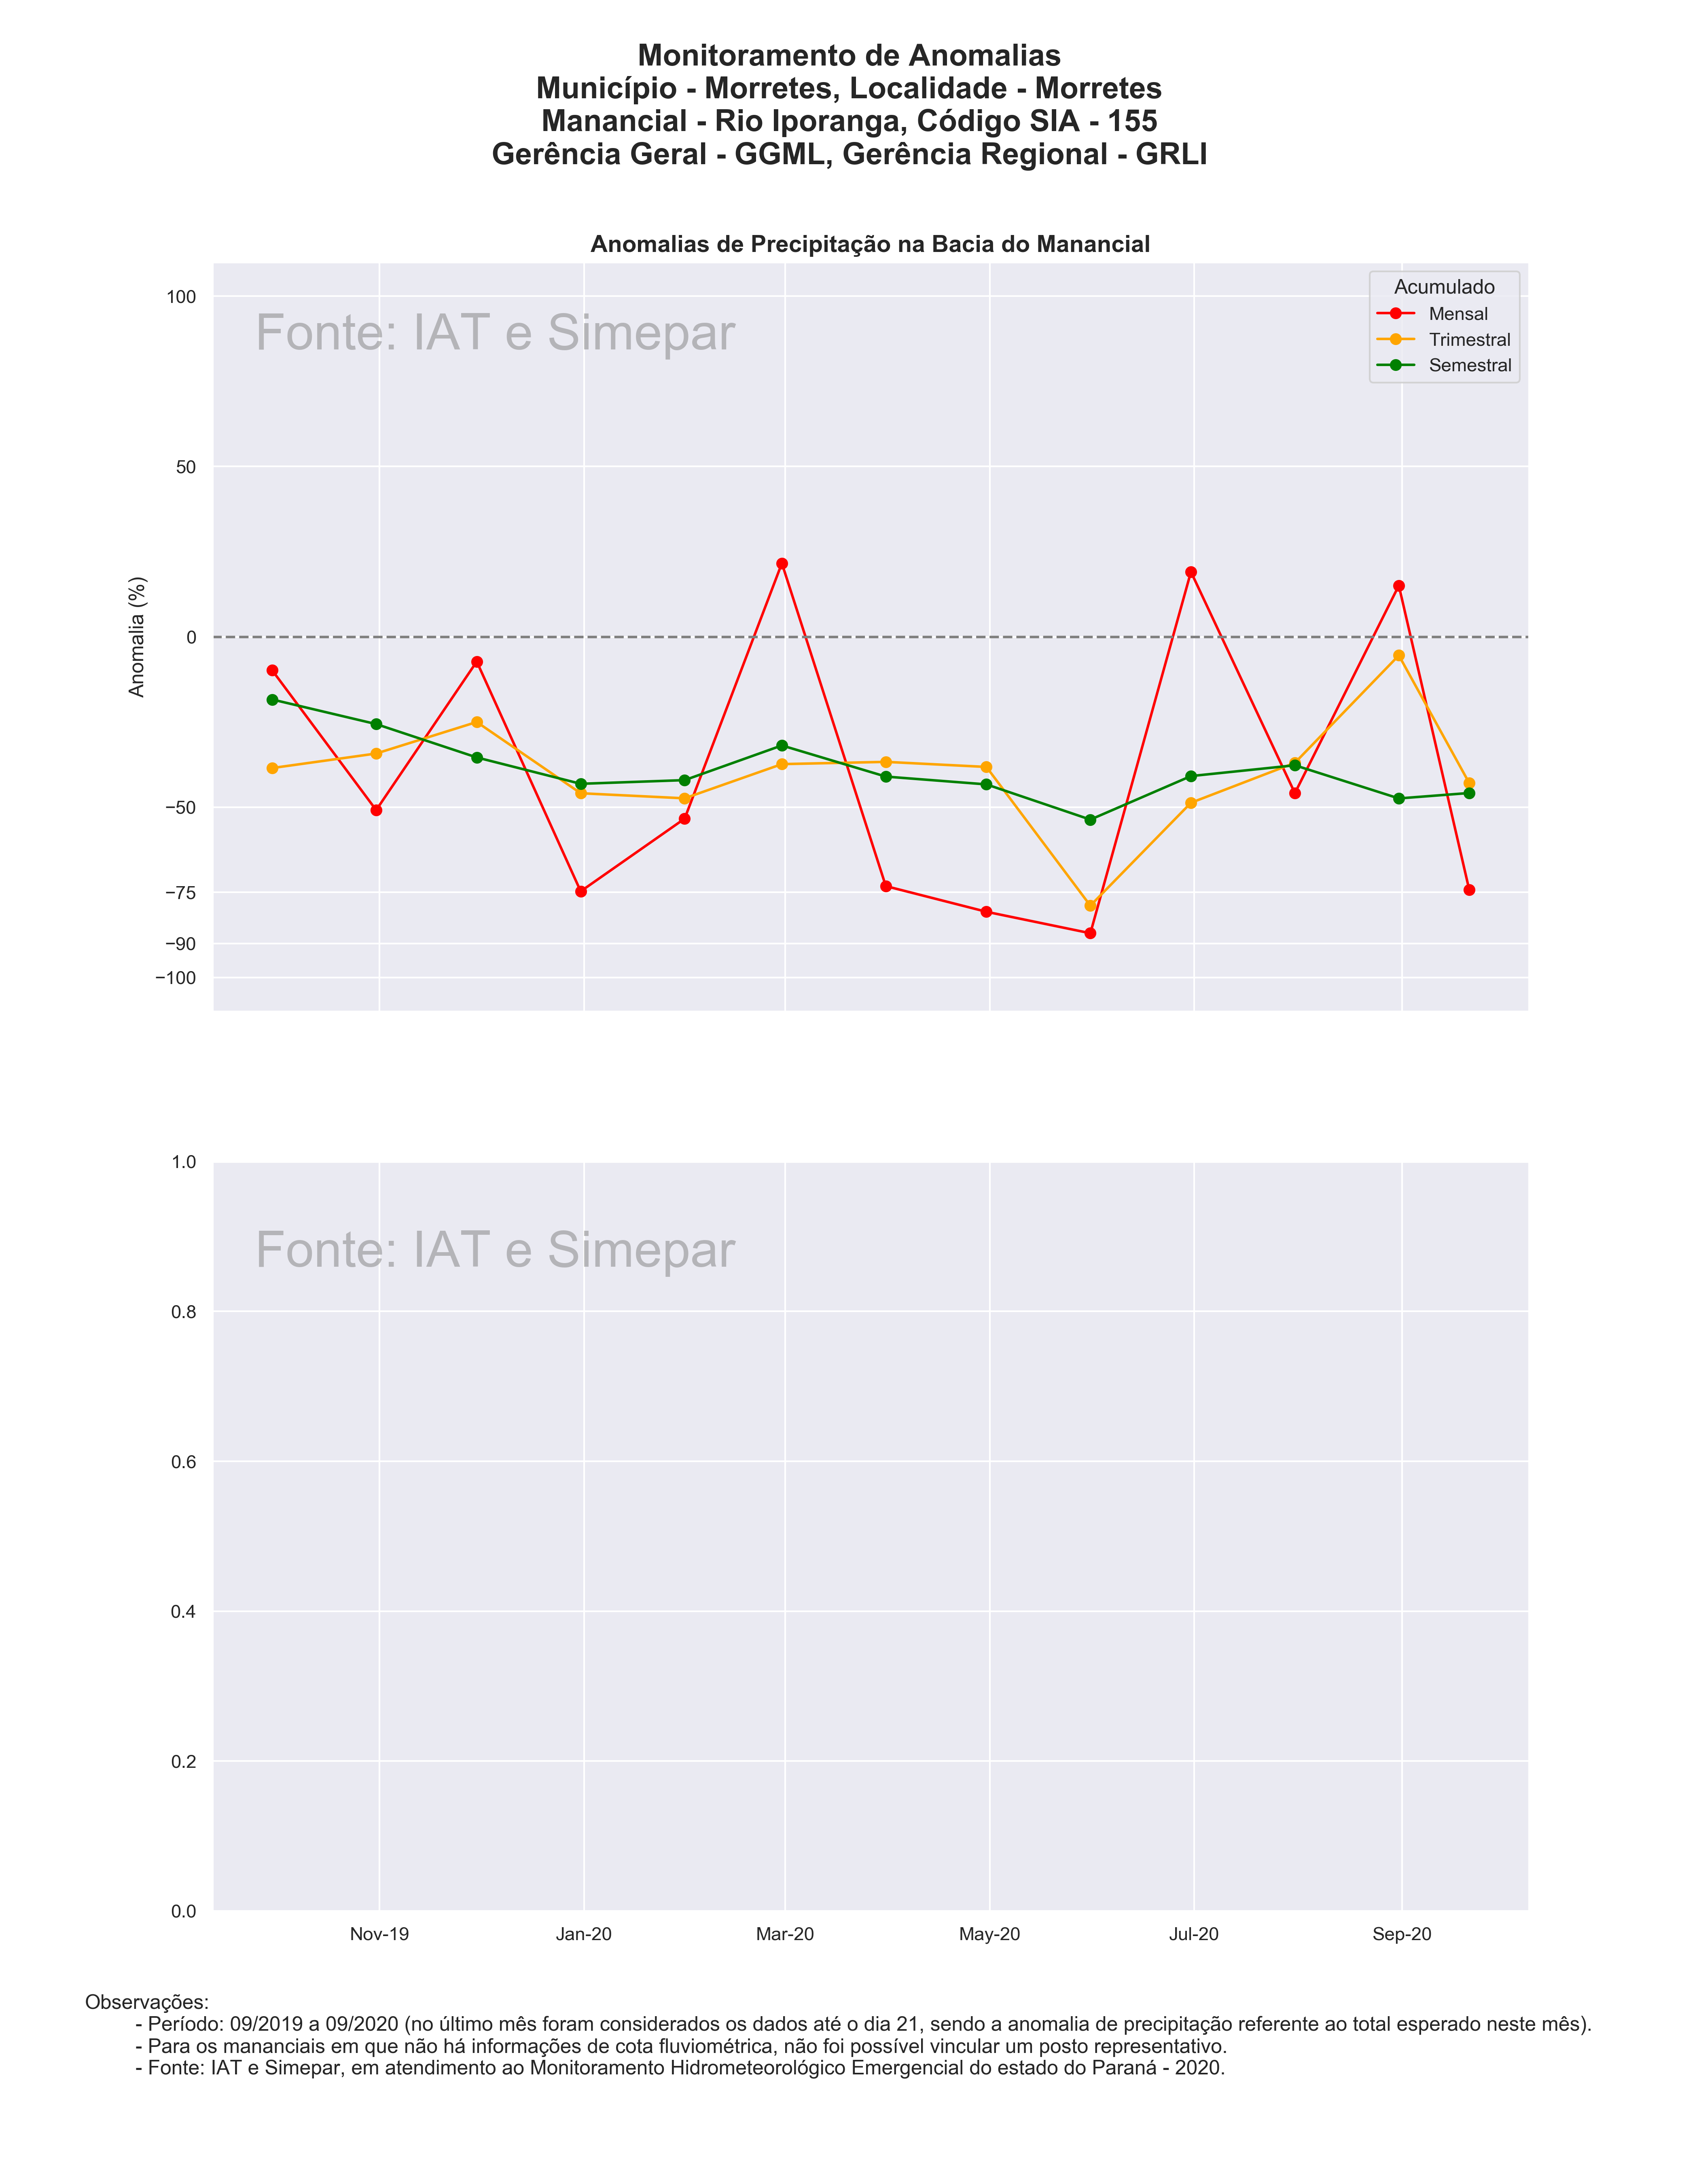 Monitoramento de Anomalias
Município - Morretes, Localidade - Morretes
Manancial - Rio Iporanga, Código SIA - 155
Gerência Geral - GGML, Gerência Regional - GRLI
Anomalias de Precipitação na Bacia do Manancial
Fonte: IAT e Simepar
Acumulado
Mensal
Trimestral
Semestral
Anomalia (%)
100
50
0
−50
−75
−90
−100
Fonte: IAT e Simepar
1.0
0.8
0.6
0.4
0.2
0.0
Nov-19
Jan-20
Mar-20
May-20
Jul-20
Sep-20
Observações:
- Período: 09/2019 a 09/2020 (no último mês foram considerados os dados até o dia 21, sendo a anomalia de precipitação referente ao total esperado neste mês).
- Para os mananciais em que não há informações de cota fluviométrica, não foi possível vincular um posto representativo.
- Fonte: IAT e Simepar, em atendimento ao Monitoramento Hidrometeorológico Emergencial do estado do Paraná - 2020.